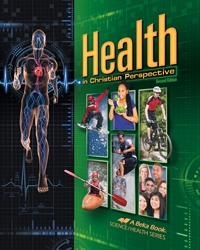 Health
in Christian Perspective
Second Edition
A Beka Book
SCIENCE/HEALTH SERIES